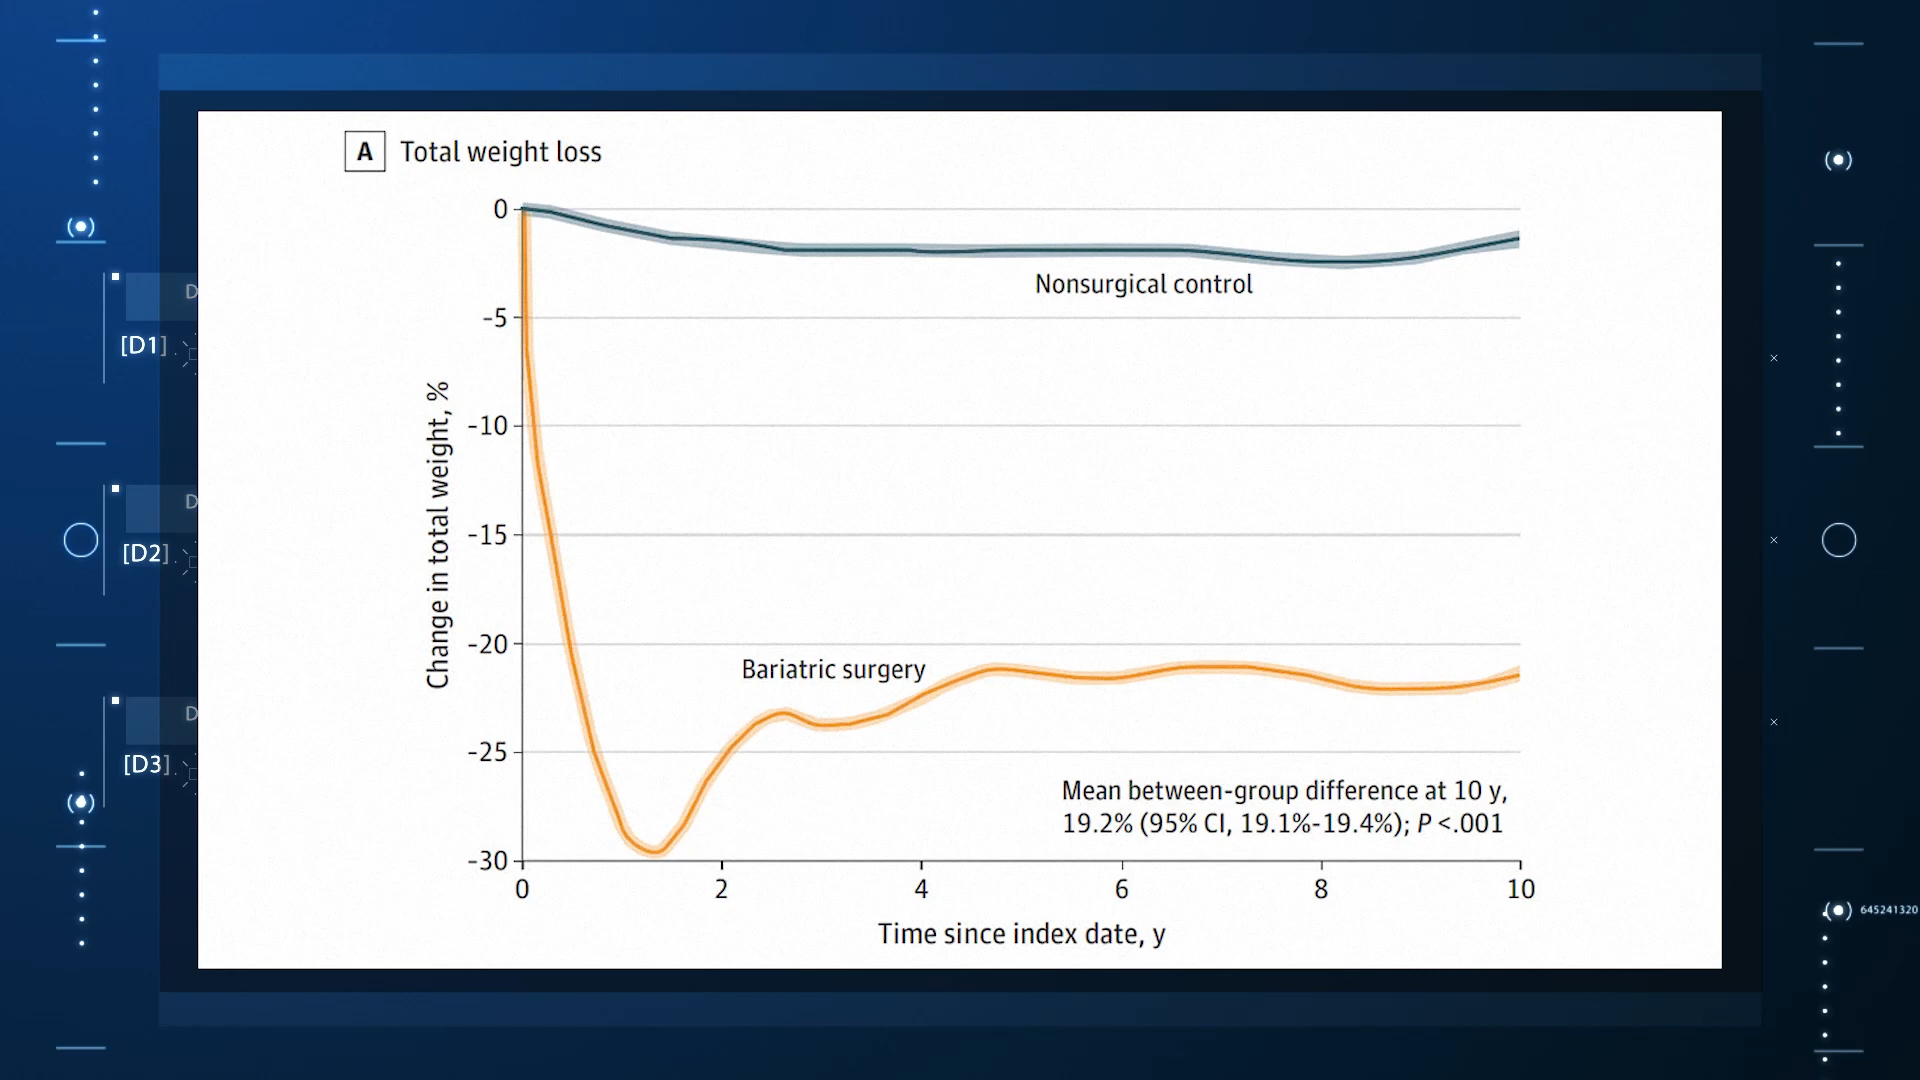 A Total weight loss
0
-5
-10
-15
-20
-25
-30
Change in total weight, %
Nonsurgical control
Bariatric surgery
Mean between-group difference at 10 y,
19.2% (95% CI, 19.1%-19.4%); P <.001
0 2 4 6 8 10
Time since index date, y
D
[D1]
D
[D2]
D
[D3]
645241320